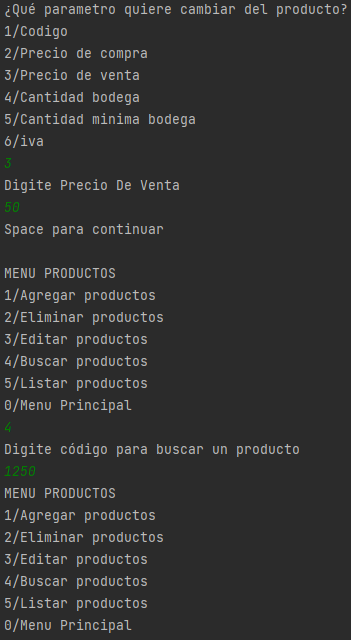 ¿Qué parametro quiere cambiar del producto?
1/Codigo
2/Precio de compra
3/Precio de venta
4/Cantidad bodega
5/Cantidad minima bodega
6/iva
3
Digite Precio De Venta
50
Space para continuar
MENU PRODUCTOS
1/Agregar productos
2/Eliminar productos
3/Editar productos
4/Buscar productos
5/Listar productos
0/Menu Principal
4
Digite código para buscar un producto
1250
MENU PRODUCTOS
1/Agregar productos
2/Eliminar productos
3/Editar productos
4/Buscar productos
5/Listar productos
0/Menu Principal